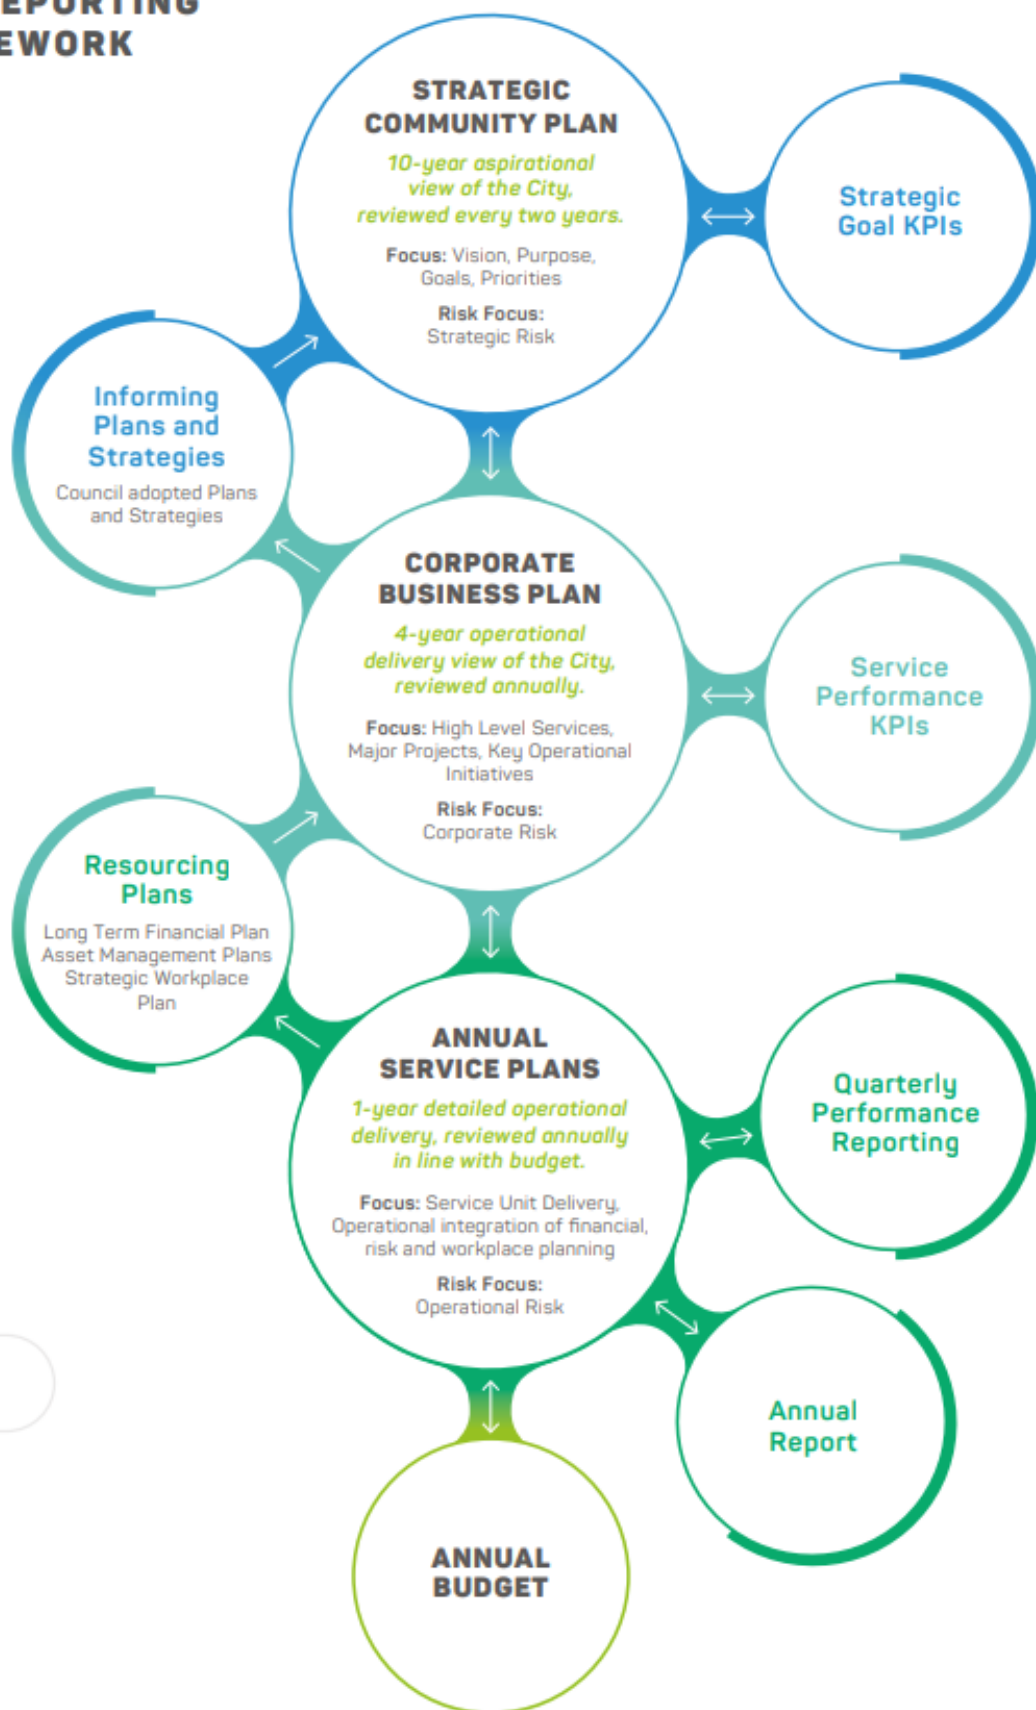 EWORK
STRATEGIC
COMMUNITY PLAN
10-year aspirational
view of the City,
reviewed every two years.
Focus: Vision, Purpose,
Goals, Priorities
Risk Focus:
Strategic Risk
Strategic
Goal KPIs
Informing
Plans and
Strategies
Council adopted Plans
and Strategies
CORPORATE
BUSINESS PLAN
4-year operational
delivery view of the City,
reviewed annually.
Focus: High Level Services,
Major Projects, Key Operational
Initiatives
Risk Focus:
Corporate Risk
Service
Performance
KPIs
Resourcing
Plans
Long Term Financial Plan
Asset Management Plans
Strategic Workplace
Plan
ANNUAL
SERVICE PLANS
1-year detailed operational
delivery, reviewed annually
in line with budget.
Focus: Service Unit Delivery,
Operational integration of financial,
risk and workplace planning
Risk Focus:
Operational Risk
Quarterly
Performance
Reporting
Annual
Report
ANNUAL
BUDGET